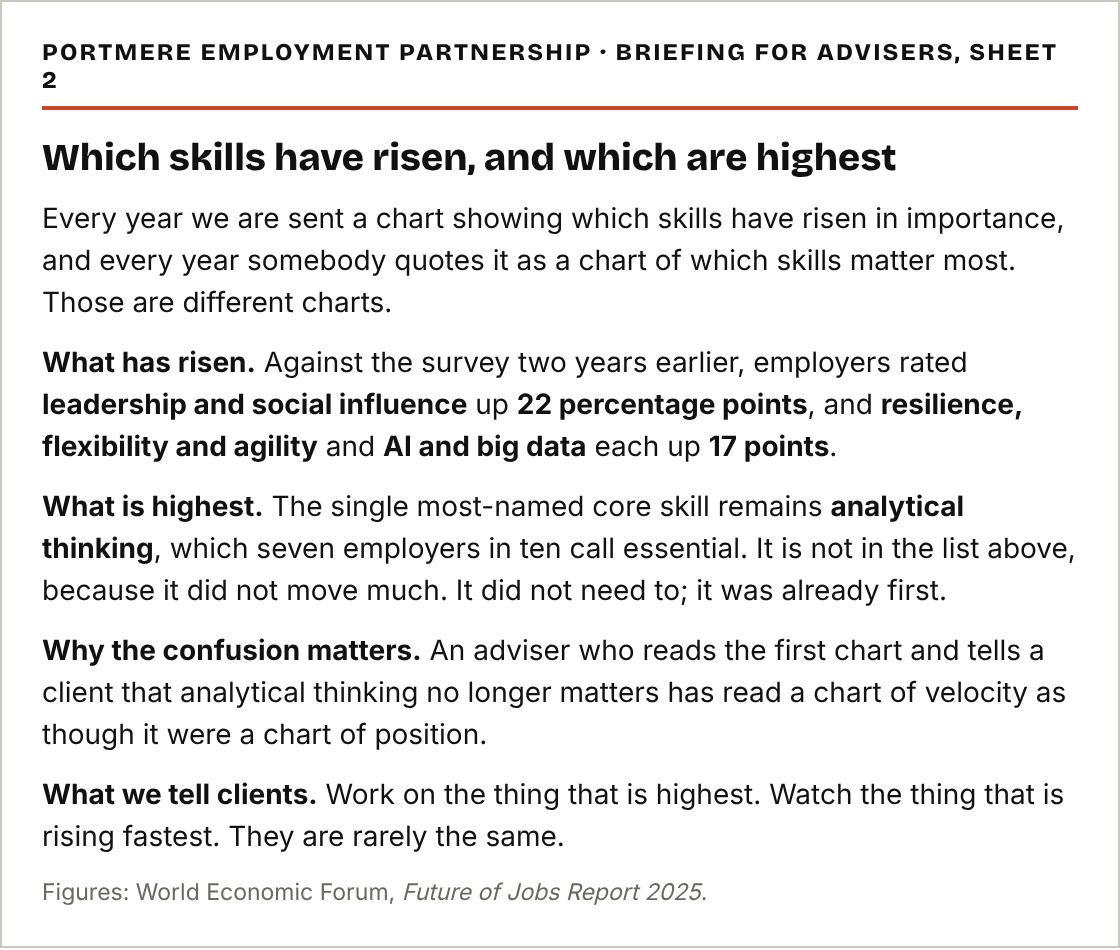 PORTMERE EMPLOYMENT PARTNERSHIP · BRIEFING FOR ADVISERS, SHEET
2
Which skills have risen, and which are highest
Every year we are sent a chart showing which skills have risen in importance,
and every year somebody quotes it as a chart of which skills matter most.
Those are different charts.
What has risen. Against the survey two years earlier, employers rated
leadership and social influence up 22 percentage points, and resilience,
flexibility and agility and AI and big data each up 17 points.
What is highest. The single most-named core skill remains analytical
thinking, which seven employers in ten call essential. It is not in the list above,
because it did not move much. It did not need to; it was already first.
Why the confusion matters. An adviser who reads the first chart and tells a
client that analytical thinking no longer matters has read a chart of velocity as
though it were a chart of position.
What we tell clients. Work on the thing that is highest. Watch the thing that is
rising fastest. They are rarely the same.
Figures: World Economic Forum, Future of Jobs Report 2025.